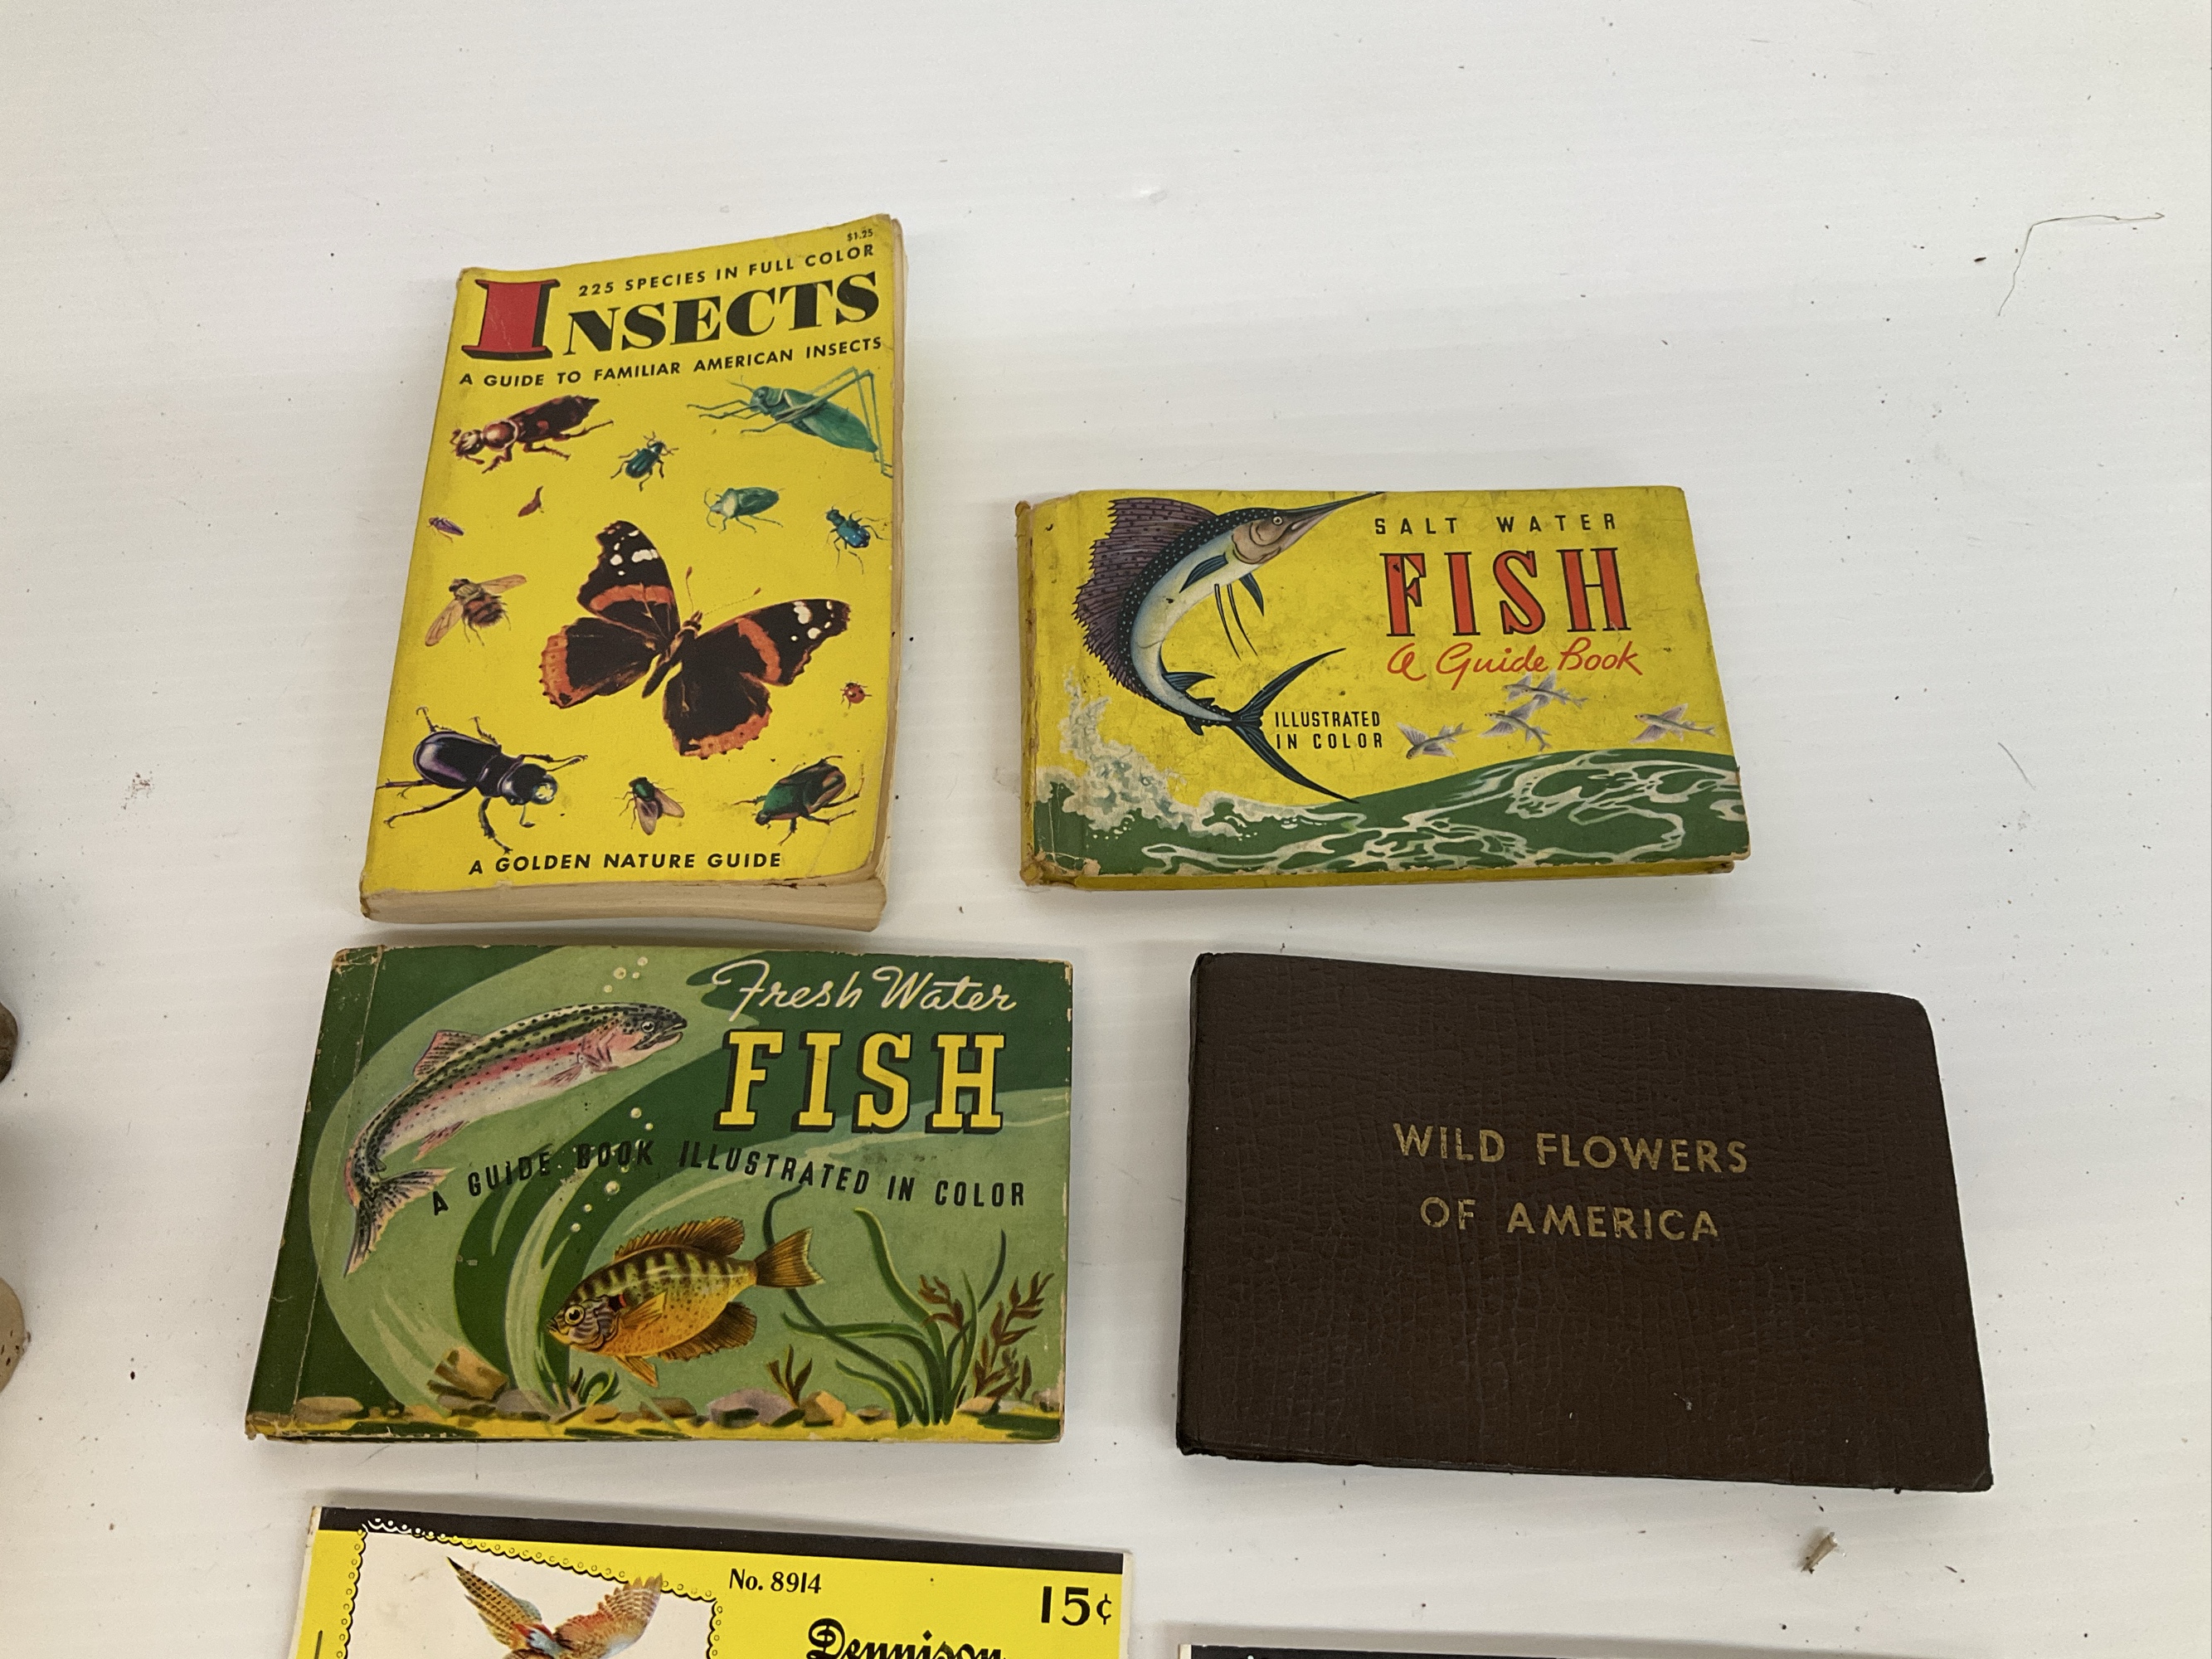 $1.25
225 SPECIES IN FULL COLOR
INSECTS
A GUIDE TO FAMILIAR AMERICAN INSECTS
A GOLDEN NATURE GUIDE
SALT WATER
FISH
A Guide Book
ILLUSTRATED
IN COLOR
Fresh Water
FISH
A GUIDE BOOK ILLUSTRATED IN COLOR
WILD FLOWERS
OF AMERICA
No. 8914
15¢
Dennison